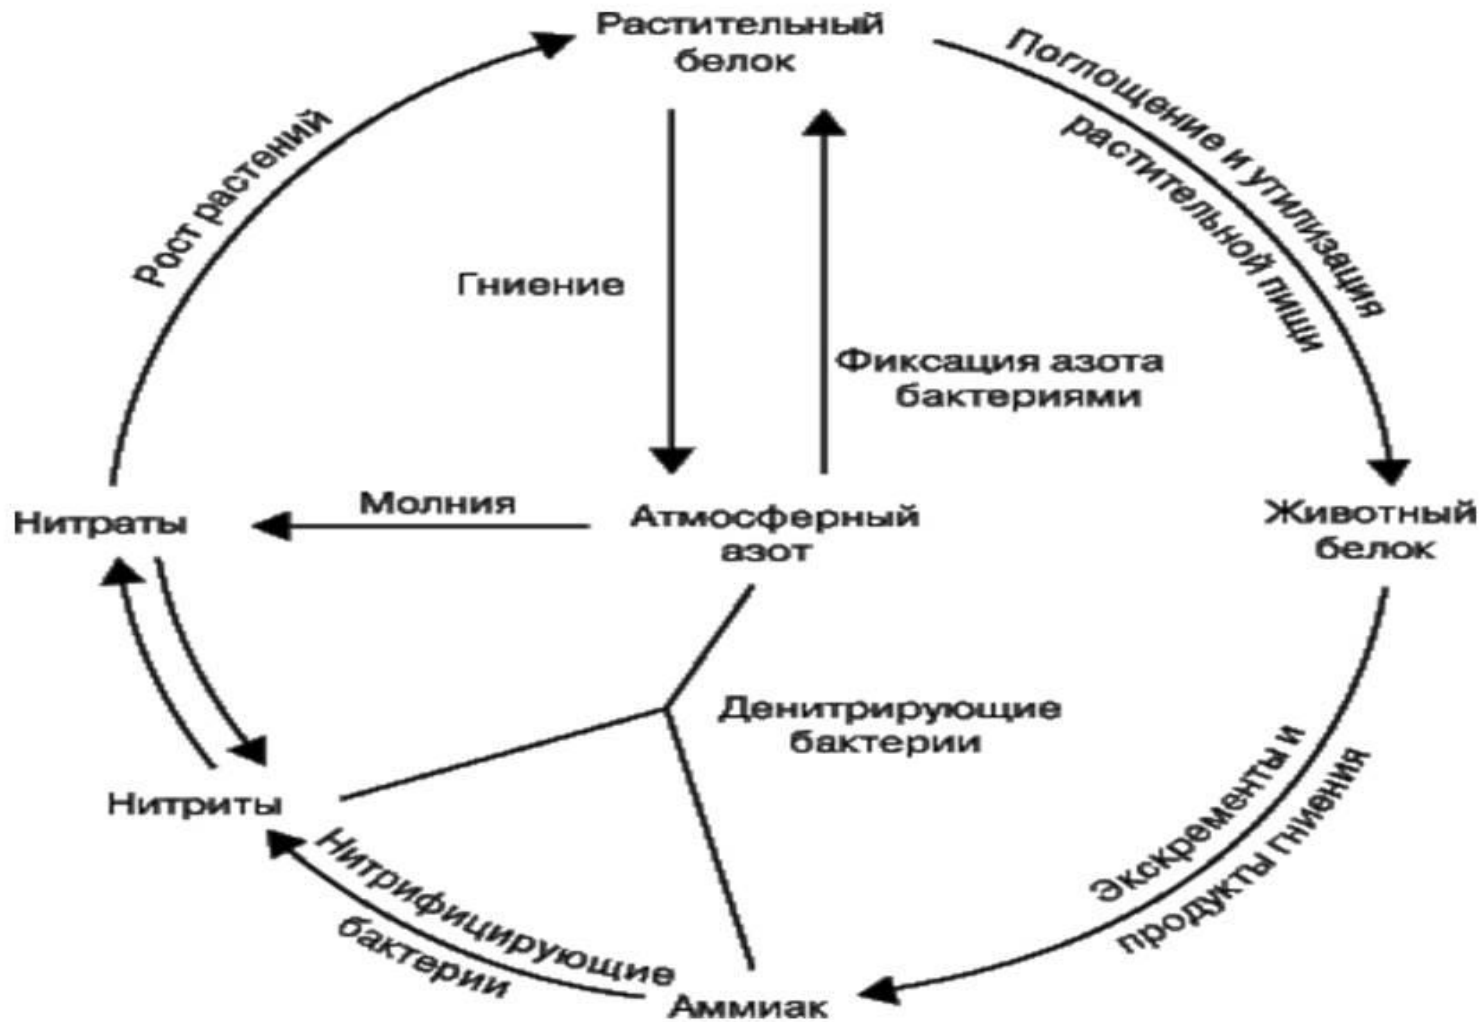 Растительный
белок
Поглощение и утилизация
растительной пищи
Рост растений
Гниение
Фиксация азота
бактериями
Нитраты
Молния
Атмосферный
азот
Животный
белок
Денитрирующие
бактерии
Нитриты
Экскременты и
продукты гниения
Нитрифицирующие
бактерии
Аммиак